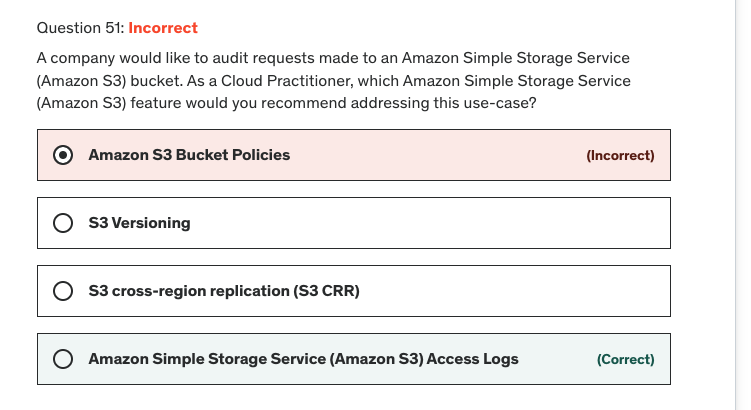 Question 51: Incorrect
A company would like to audit requests made to an Amazon Simple Storage Service
(Amazon S3) bucket. As a Cloud Practitioner, which Amazon Simple Storage Service
(Amazon S3) feature would you recommend addressing this use-case?
Amazon S3 Bucket Policies (Incorrect)
S3 Versioning
S3 cross-region replication (S3 CRR)
Amazon Simple Storage Service (Amazon S3) Access Logs (Correct)